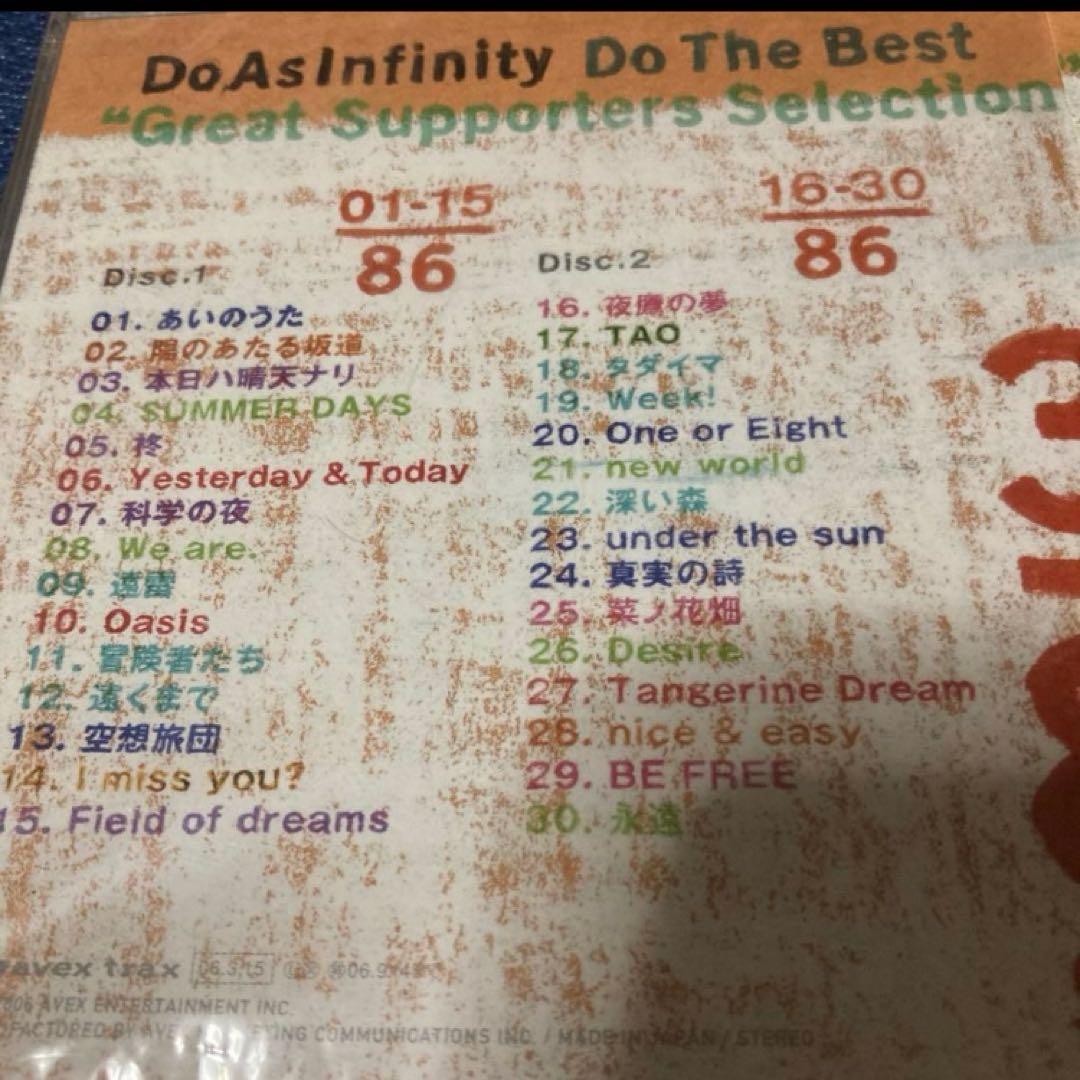 Do As Infinity Do The Best
"Great Supporters Selection
01-15
86
16-30
86
Disc.1
01. あいのうた
02. 陽のあたる坂道
03. 本日ハ晴天ナリ
04. SUMMER DAYS
05. 柊
06. Yesterday & Today
07. 科学の夜
08. We are.
09. 遠雷
10. Oasis
11. 冒険者たち
12. 遠くまで
13. 空想旅団
14. I miss you?
15. Field of dreams
Disc.2
16. 夜鷹の夢
17. TAO
18. タダイマ
19. Week!
20. One or Eight
21. new world
22. 深い森
23. under the sun
24. 真実の詩
25. 菜ノ花畑
26. Desire
27. Tangerine Dream
28. nice & easy
29. BE FREE
30. 永遠
avex trax 06.3.15
AVEX ENTERTAINMENT INC.
BY COMMUNICATIONS INC. / MADE IN JAPAN / STEREO